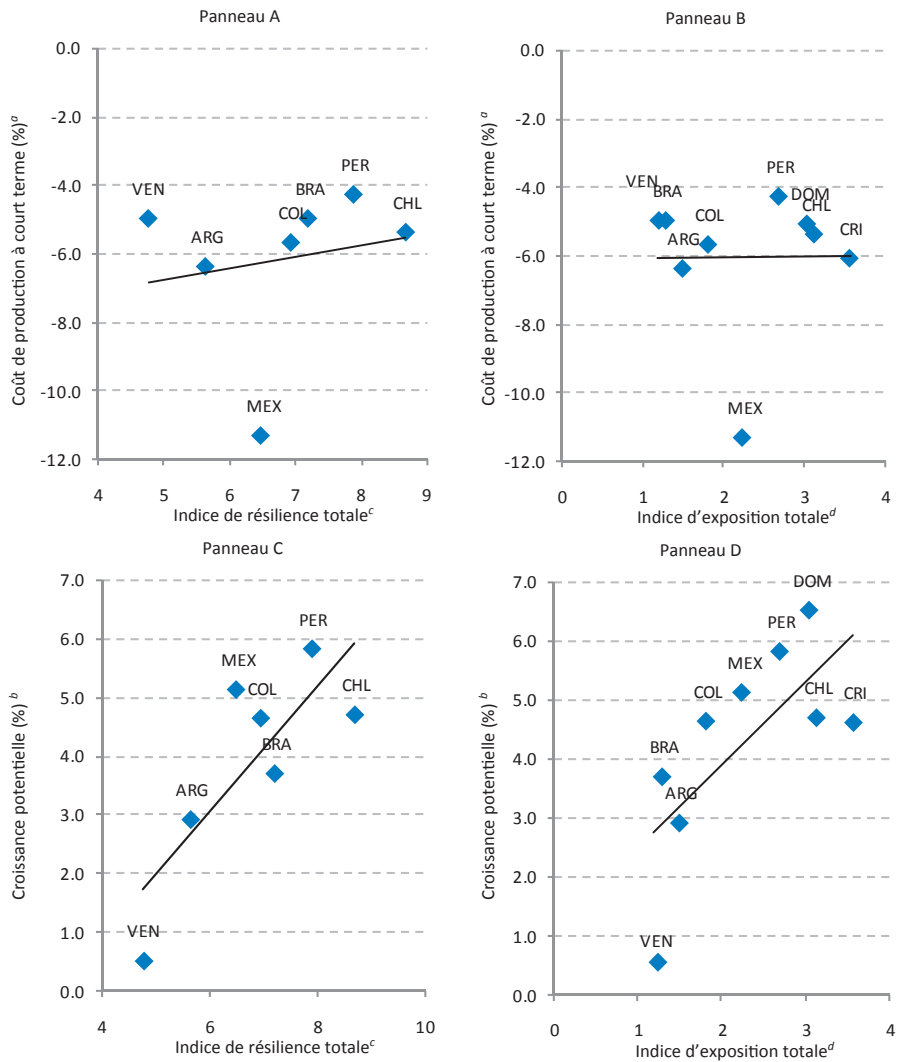 Panneau A
Coût de production à court terme (%)a
0.0
-2.0
-4.0
-6.0
-8.0
-10.0
-12.0
VEN
ARG
COL
BRA
PER
CHL
MEX
4 5 6 7 8 9
Indice de résilience totalec
Panneau B
Coût de production à court terme (%) a
0.0
-2.0
-4.0
-6.0
-8.0
-10.0
-12.0
VEN
BRA
ARG
COL
PER
DOM
CHL
CRI
MEX
0 1 2 3 4
Indice d'exposition totaled
Panneau C
Croissance potentielle (%) b
7.0
6.0
5.0
4.0
3.0
2.0
1.0
0.0
PER
MEX
COL
CHL
BRA
ARG
VEN
4 6 8 10
Indice de résilience totalec
Panneau D
Croissance potentielle (%) b
7.0
6.0
5.0
4.0
3.0
2.0
1.0
0.0
DOM
PER
MEX
COL
CHL
CRI
BRA
ARG
VEN
0 1 2 3 4
Indice d'exposition totaled